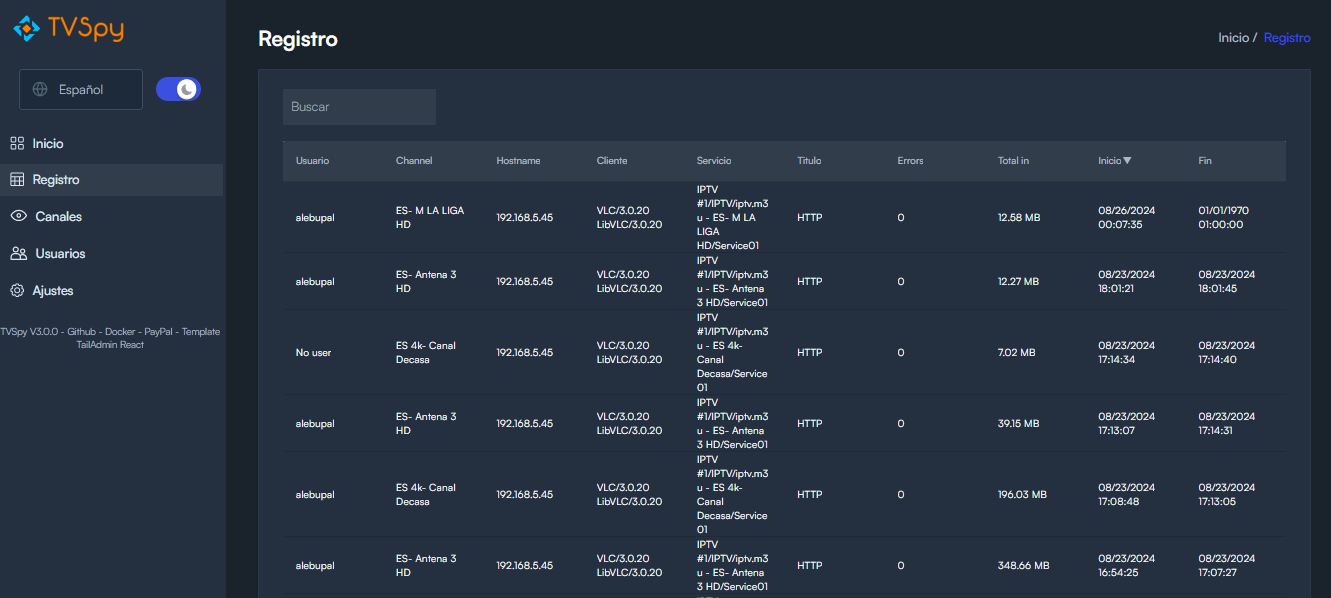 TVSpy
Español
Inicio
Registro
Canales
Usuarios
Ajustes
TVSpy V3.0.0 - Github - Docker - PayPal - Template
TailAdmin React
Registro
Inicio / Registro
Buscar
Usuario Channel Hostname Cliente Servicio Titulo Errors Total in Inicio▼ Fin
alebupal
ES- M LA LIGA
HD
192.168.5.45
VLC/3.0.20
LibVLC/3.0.20
IPTV
#1/IPTV/iptv.m3
u - ES- M LA
LIGA
HD/Service01
HTTP
0
12.58 MB
08/26/2024
00:07:35
01/01/1970
01:00:00
alebupal
ES- Antena 3
HD
192.168.5.45
VLC/3.0.20
LibVLC/3.0.20
IPTV
#1/IPTV/iptv.m3
u - ES- Antena
3 HD/Service01
HTTP
0
12.27 MB
08/23/2024
18:01:21
08/23/2024
18:01:45
No user
ES 4k- Canal
Decasa
192.168.5.45
VLC/3.0.20
LibVLC/3.0.20
IPTV
#1/IPTV/iptv.m3
u - ES 4k-
Canal
Decasa/Service
01
HTTP
0
7.02 MB
08/23/2024
17:14:34
08/23/2024
17:14:40
alebupal
ES- Antena 3
HD
192.168.5.45
VLC/3.0.20
LibVLC/3.0.20
IPTV
#1/IPTV/iptv.m3
u - ES- Antena
3 HD/Service01
HTTP
0
39.15 MB
08/23/2024
17:13:07
08/23/2024
17:14:31
alebupal
ES 4k- Canal
Decasa
192.168.5.45
VLC/3.0.20
LibVLC/3.0.20
IPTV
#1/IPTV/iptv.m3
u - ES 4k-
Canal
Decasa/Service
01
HTTP
0
196.03 MB
08/23/2024
17:08:48
08/23/2024
17:13:05
alebupal
ES- Antena 3
HD
192.168.5.45
VLC/3.0.20
LibVLC/3.0.20
IPTV
#1/IPTV/iptv.m3
u - ES- Antena
3 HD/Service01
HTTP
0
348.66 MB
08/23/2024
16:54:25
08/23/2024
17:07:27